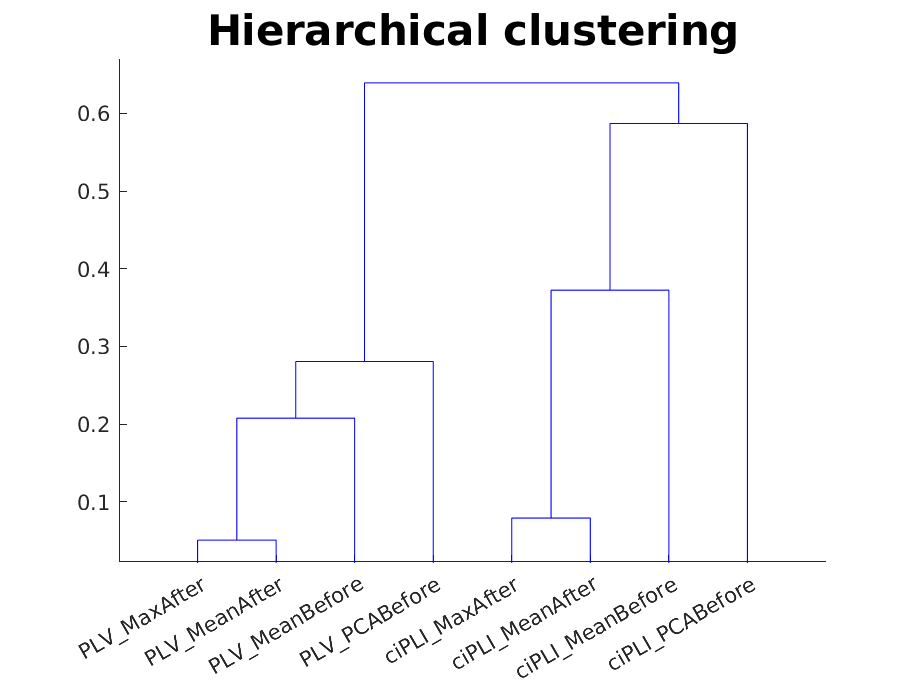 Hierarchical clustering
0.6
0.5
0.4
0.3
0.2
0.1
PLV_MaxAfter
PLV_MeanAfter
PLV_MeanBefore
PLV_PCABefore
ciPLI_MaxAfter
ciPLI_MeanAfter
ciPLI_MeanBefore
ciPLI_PCABefore